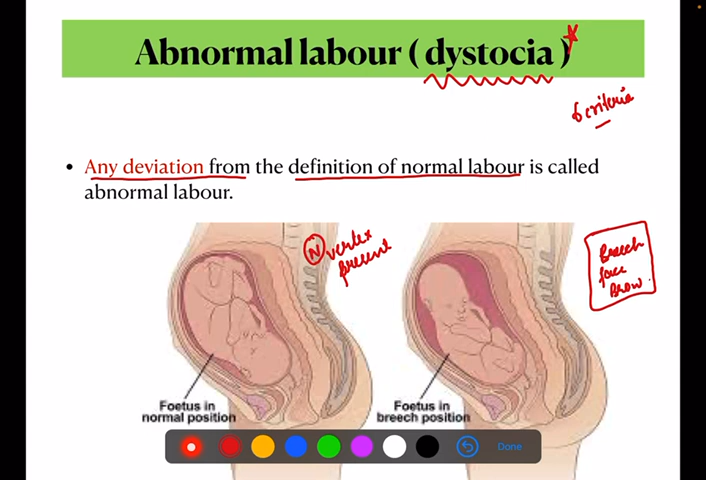 Abnormal labour ( dystocia )
6 criteria
• Any deviation from the definition of normal labour is called
abnormal labour.
N vertex
present
Breech
face
Brow
Foetus in
normal position
Foetus in
breech position
Done